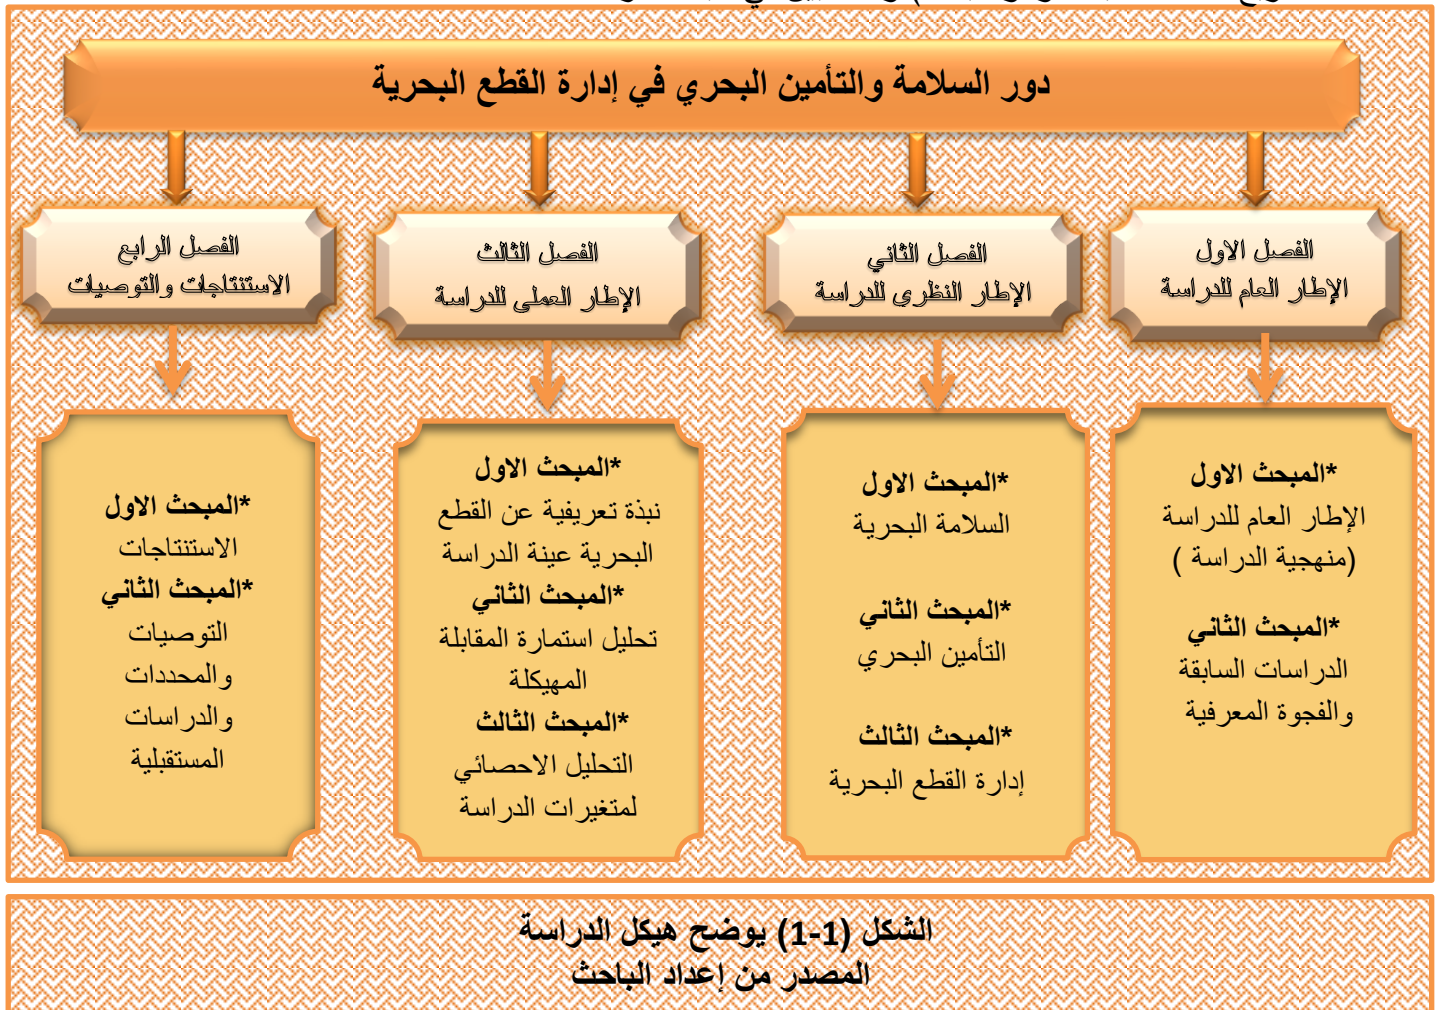 دور السلامة والتأمين البحري في إدارة القطع البحرية
الفصل الاول
الإطار العام للدراسة
الفصل الثاني
الإطار النظري للدراسة
الفصل الثالث
الإطار العملي للدراسة
الفصل الرابع
الاستنتاجات والتوصيات
*المبحث الاول
الإطار العام للدراسة
(منهجية الدراسة )
*المبحث الثاني
الدراسات السابقة
والفجوة المعرفية
*المبحث الاول
السلامة البحرية
*المبحث الثاني
التأمين البحري
*المبحث الثالث
إدارة القطع البحرية
*المبحث الاول
نبذة تعريفية عن القطع
البحرية عينة الدراسة
*المبحث الثاني
تحليل استمارة المقابلة
المهيكلة
*المبحث الثالث
التحليل الاحصائي
لمتغيرات الدراسة
*المبحث الاول
الاستنتاجات
*المبحث الثاني
التوصيات
والمحددات
والدراسات
المستقبلية
الشكل (1-1) يوضح هيكل الدراسة
المصدر من إعداد الباحث